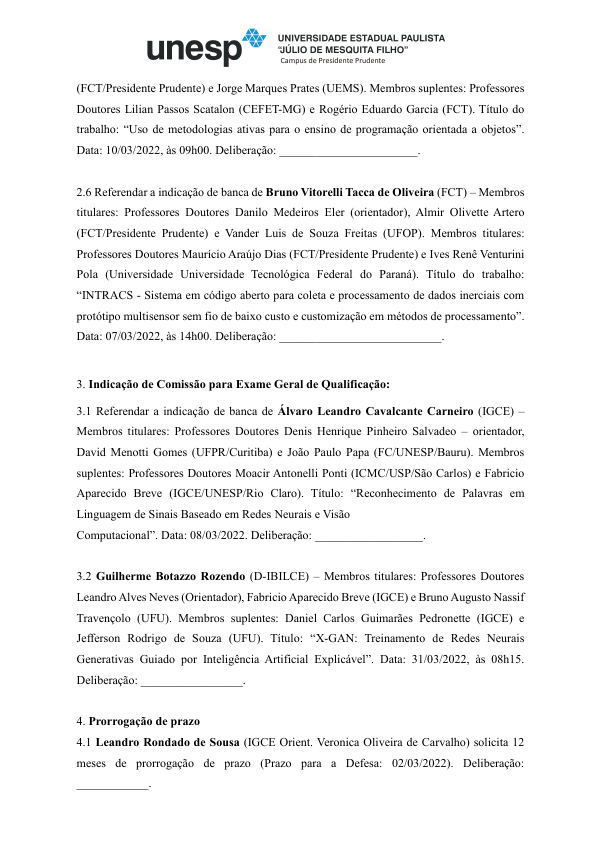 unesp
UNIVERSIDADE ESTADUAL PAULISTA
“JÚLIO DE MESQUITA FILHO”
Campus de Presidente Prudente
(FCT/Presidente Prudente) e Jorge Marques Prates (UEMS). Membros suplentes: Professores
Doutores Lilian Passos Scatalon (CEFET-MG) e Rogério Eduardo Garcia (FCT). Título do
trabalho: “Uso de metodologias ativas para o ensino de programação orientada a objetos”.
Data: 10/03/2022, às 09h00. Deliberação: _______________________.
2.6 Referendar a indicação de banca de Bruno Vitorelli Tacca de Oliveira (FCT) – Membros
titulares: Professores Doutores Danilo Medeiros Eler (orientador), Almir Olivette Artero
(FCT/Presidente Prudente) e Vander Luis de Souza Freitas (UFOP). Membros titulares:
Professores Doutores Maurício Araújo Dias (FCT/Presidente Prudente) e Ives Renê Venturini
Pola (Universidade Universidade Tecnológica Federal do Paraná). Título do trabalho:
“INTRACS - Sistema em código aberto para coleta e processamento de dados inerciais com
protótipo multisensor sem fio de baixo custo e customização em métodos de processamento”.
Data: 07/03/2022, às 14h00. Deliberação: ___________________________.
3. Indicação de Comissão para Exame Geral de Qualificação:
3.1 Referendar a indicação de banca de Álvaro Leandro Cavalcante Carneiro (IGCE) –
Membros titulares: Professores Doutores Denis Henrique Pinheiro Salvadeo – orientador,
David Menotti Gomes (UFPR/Curitiba) e João Paulo Papa (FC/UNESP/Bauru). Membros
suplentes: Professores Doutores Moacir Antonelli Ponti (ICMC/USP/São Carlos) e Fabricio
Aparecido Breve (IGCE/UNESP/Rio Claro). Título: “Reconhecimento de Palavras em
Linguagem de Sinais Baseado em Redes Neurais e Visão
Computacional”. Data: 08/03/2022. Deliberação: __________________.
3.2 Guilherme Botazzo Rozendo (D-IBILCE) – Membros titulares: Professores Doutores
Leandro Alves Neves (Orientador), Fabricio Aparecido Breve (IGCE) e Bruno Augusto Nassif
Travençolo (UFU). Membros suplentes: Daniel Carlos Guimarães Pedronette (IGCE) e
Jefferson Rodrigo de Souza (UFU). Título: “X-GAN: Treinamento de Redes Neurais
Generativas Guiado por Inteligência Artificial Explicável”. Data: 31/03/2022, às 08h15.
Deliberação: _________________.
4. Prorrogação de prazo
4.1 Leandro Rondado de Sousa (IGCE Orient. Veronica Oliveira de Carvalho) solicita 12
meses de prorrogação de prazo (Prazo para a Defesa: 02/03/2022). Deliberação:
____________.